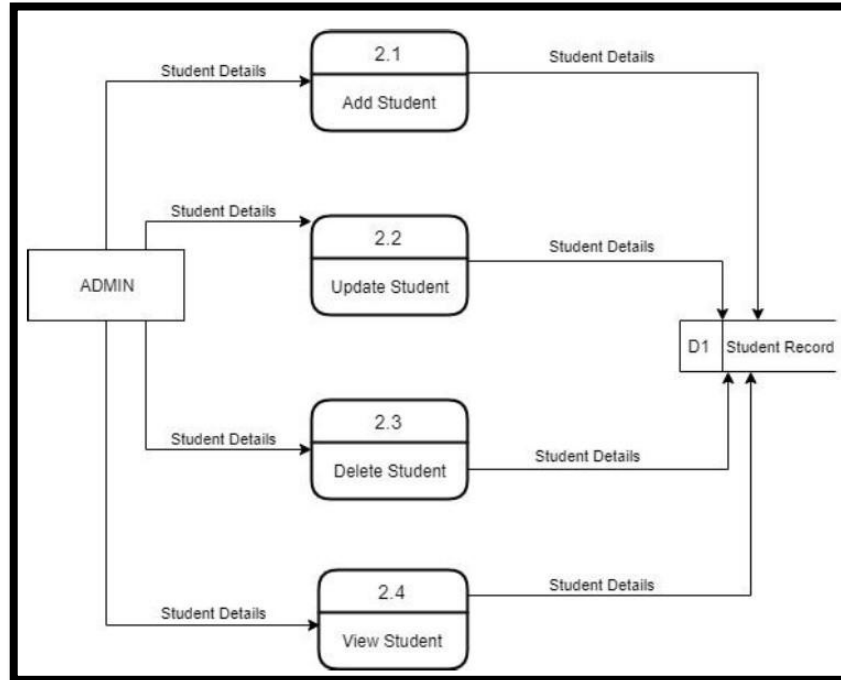 2.1
Student Details
Student Details
Add Student
Student Details
2.2
Student Details
ADMIN
Update Student
D1
Student Record
2.3
Student Details
Student Details
Delete Student
2.4
Student Details
Student Details
View Student